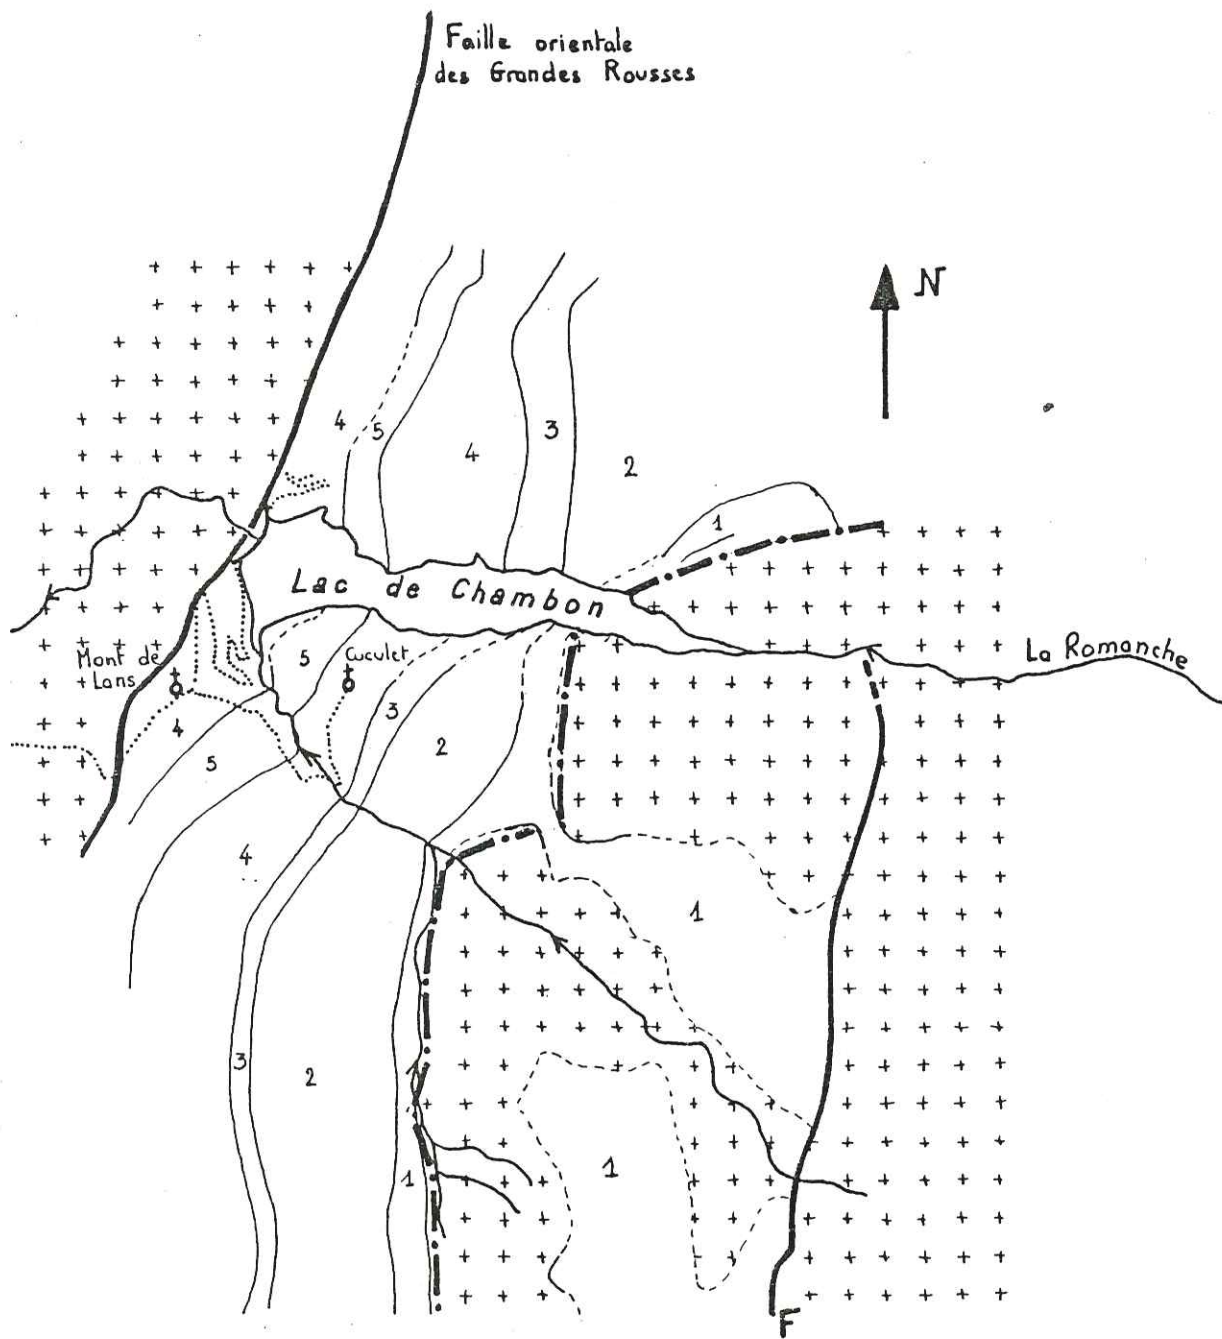 Faille orientale
des Grandes Rousses
N
4
5
4
3
2
1
Lac de Chambon
La Romanche
Mont de
Lans
5
Cuculet
3
4
2
5
4
1
3
2
1
1
F